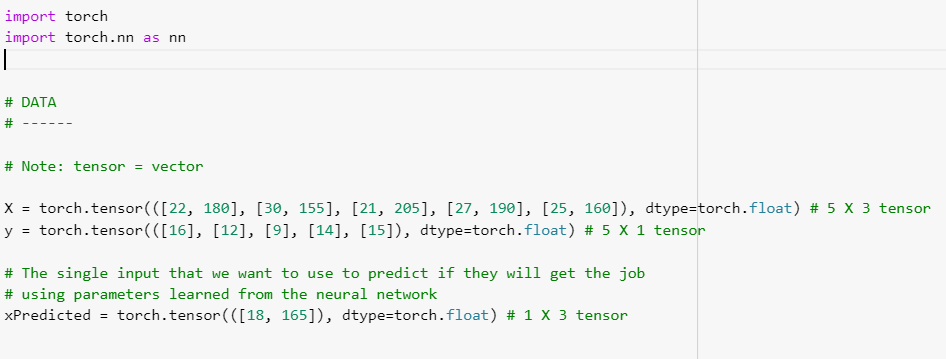 import torch
import torch.nn as nn
# DATA
# ------
# Note: tensor = vector
X = torch.tensor(([22, 180], [30, 155], [21, 205], [27, 190], [25, 160]), dtype=torch.float) # 5 X 3 tensor
y = torch.tensor(([16], [12], [9], [14], [15]), dtype=torch.float) # 5 X 1 tensor
# The single input that we want to use to predict if they will get the job
# using parameters learned from the neural network
xPredicted = torch.tensor(([18, 165]), dtype=torch.float) # 1 X 3 tensor